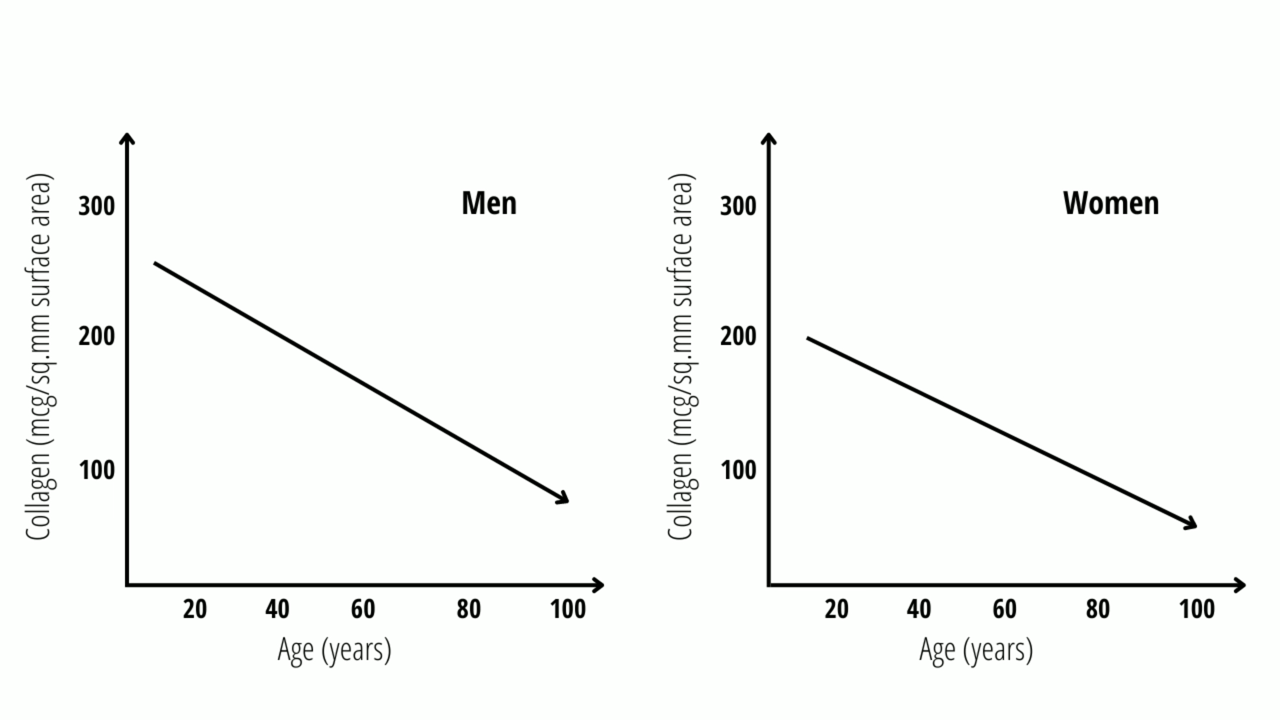 Men
Collagen (mcg/sq.mm surface area)
300
200
100
20 40 60 80 100
Age (years)
Women
Collagen (mcg/sq.mm surface area)
300
200
100
20 40 60 80 100
Age (years)